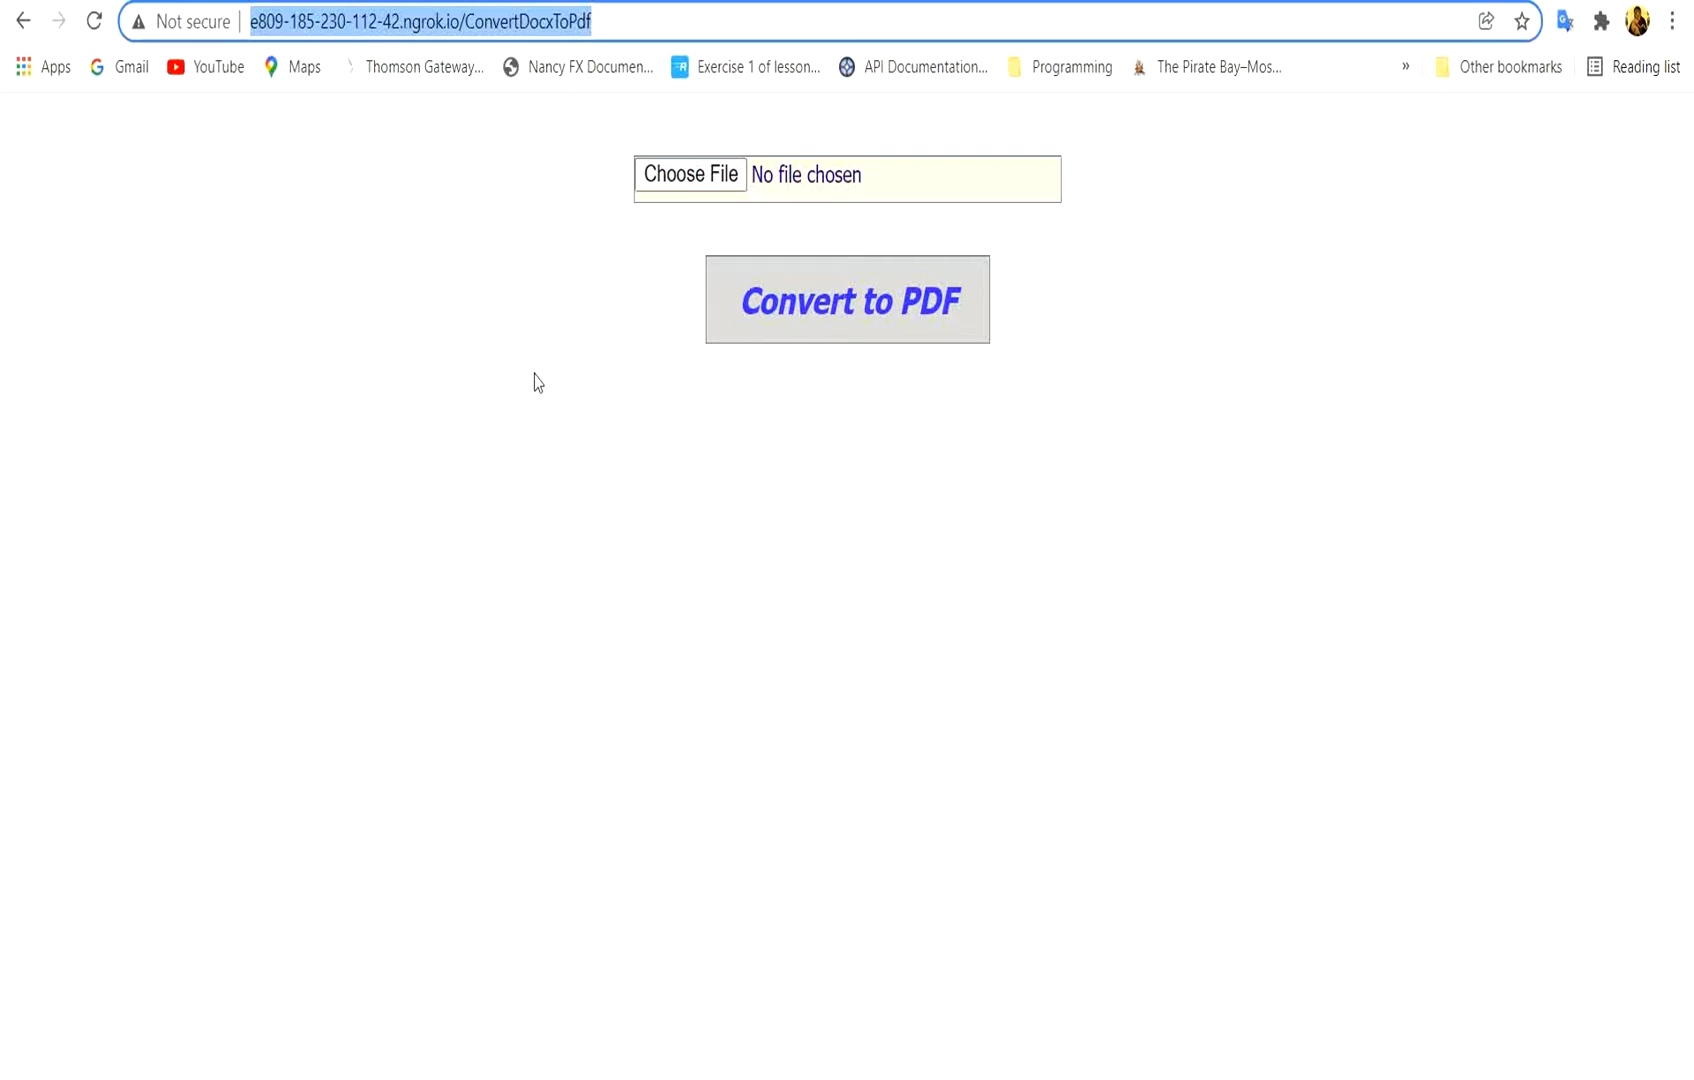 Not secure | e809-185-230-112-42.ngrok.io/ConvertDocxToPdf
Apps Gmail YouTube Maps Thomson Gateway... Nancy FX Documen... Exercise 1 of lesson... API Documentation... Programming The Pirate Bay–Mos... » Other bookmarks Reading list
Choose File No file chosen
Convert to PDF